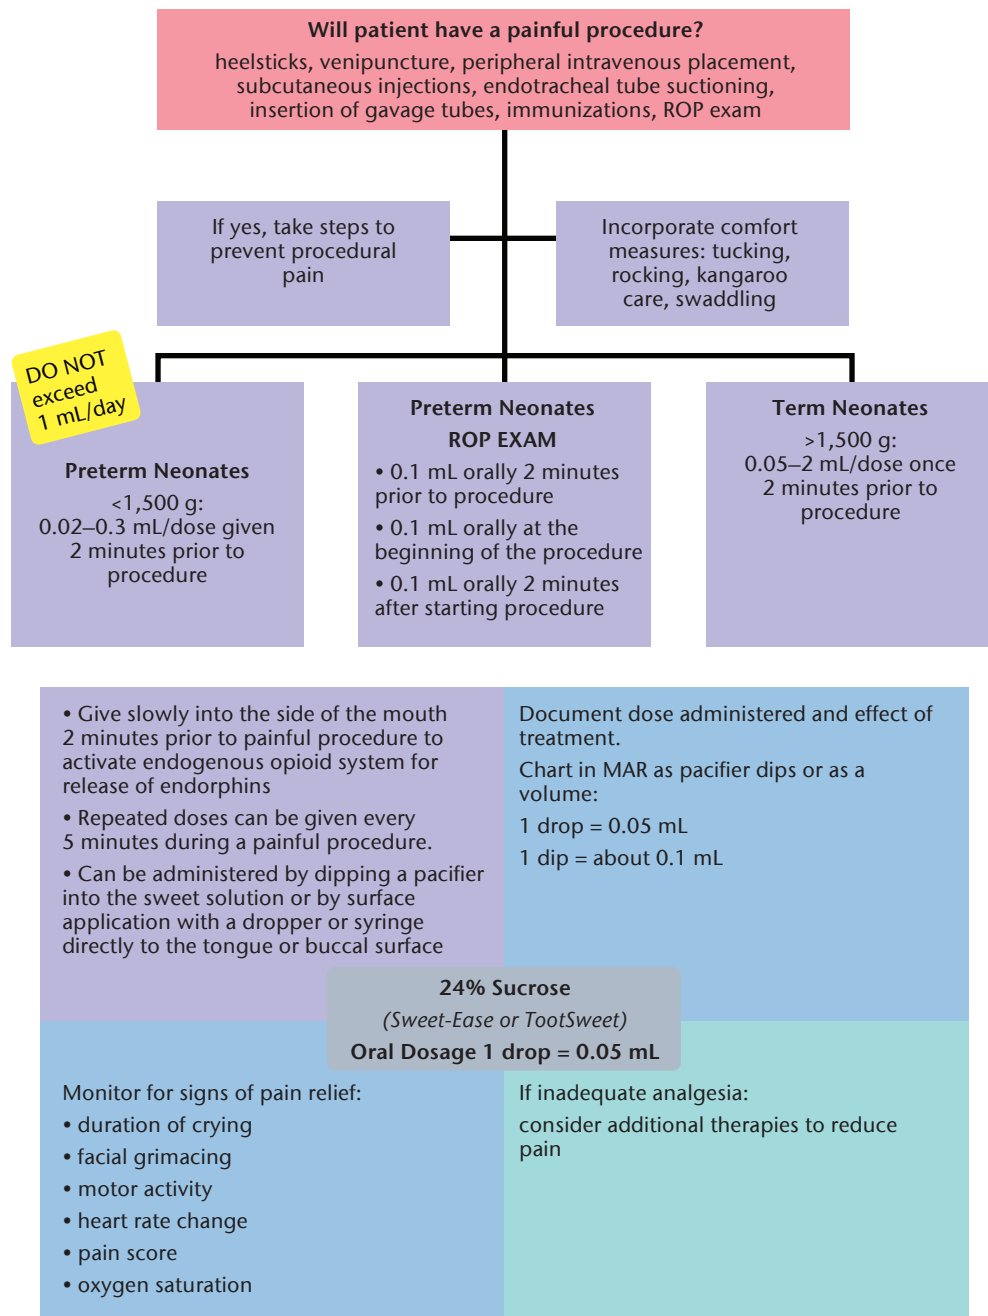 Will patient have a painful procedure?
heelsticks, venipuncture, peripheral intravenous placement,
subcutaneous injections, endotracheal tube suctioning,
insertion of gavage tubes, immunizations, ROP exam
If yes, take steps to
prevent procedural
pain
Incorporate comfort
measures: tucking,
rocking, kangaroo
care, swaddling
DO NOT
exceed
1 mL/day
Preterm Neonates
<1,500 g:
0.02–0.3 mL/dose given
2 minutes prior to
procedure
Preterm Neonates
ROP EXAM
• 0.1 mL orally 2 minutes
prior to procedure
• 0.1 mL orally at the
beginning of the procedure
• 0.1 mL orally 2 minutes
after starting procedure
Term Neonates
>1,500 g:
0.05–2 mL/dose once
2 minutes prior to
procedure
• Give slowly into the side of the mouth
2 minutes prior to painful procedure to
activate endogenous opioid system for
release of endorphins
• Repeated doses can be given every
5 minutes during a painful procedure.
• Can be administered by dipping a pacifier
into the sweet solution or by surface
application with a dropper or syringe
directly to the tongue or buccal surface
Document dose administered and effect of
treatment.
Chart in MAR as pacifier dips or as a
volume:
1 drop = 0.05 mL
1 dip = about 0.1 mL
24% Sucrose
(Sweet-Ease or TootSweet)
Oral Dosage 1 drop = 0.05 mL
Monitor for signs of pain relief:
• duration of crying
• facial grimacing
• motor activity
• heart rate change
• pain score
• oxygen saturation
If inadequate analgesia:
consider additional therapies to reduce
pain